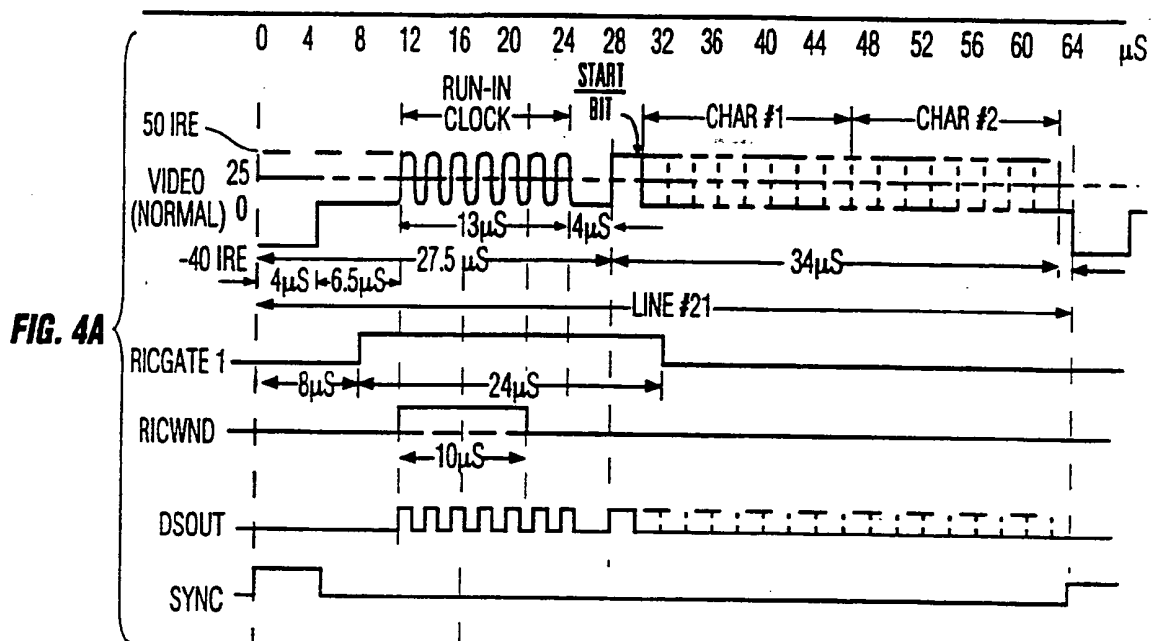 0 4 8 12 16 20 24 28 32 36 40 44 48 52 56 60 64 μS
RUN-IN
CLOCK
START
BIT
CHAR #1
CHAR #2
50 IRE
VIDEO
(NORMAL)
25
0
-40 IRE
13μS
4μS
27.5 μS
34μS
4μS
6.5μS
LINE #21
FIG. 4A
RICGATE 1
8μS
24μS
RICWND
10μS
DSOUT
SYNC